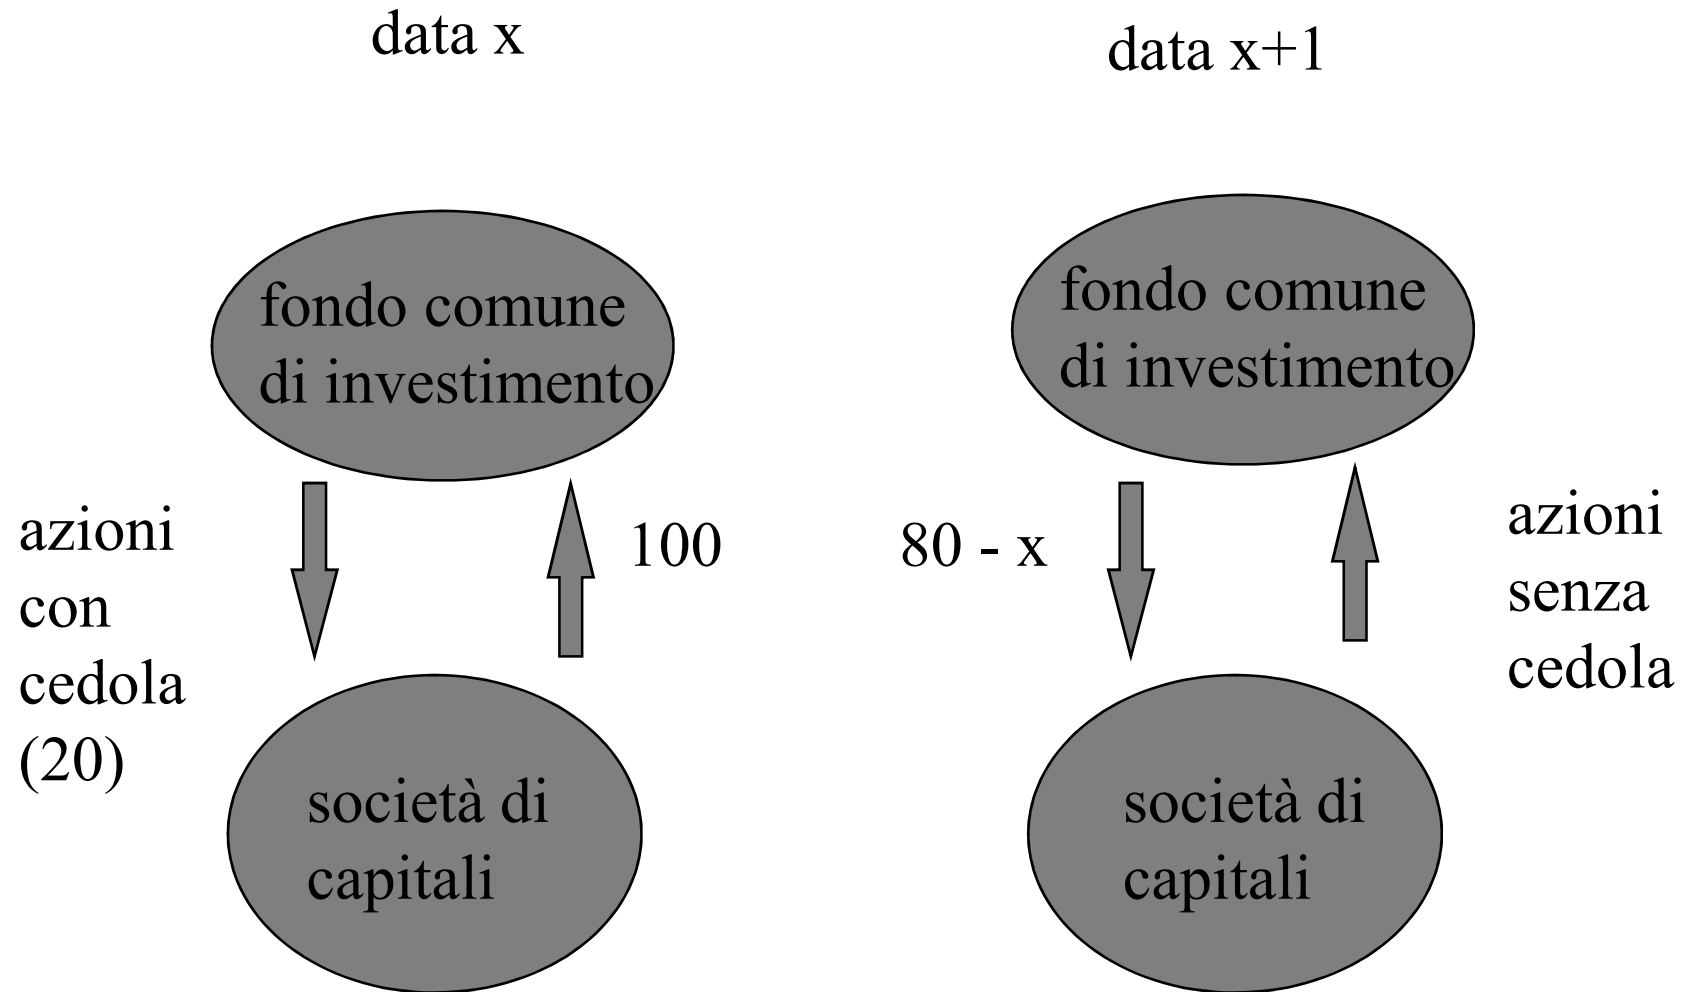 data x
data x+1
fondo comune
di investimento
fondo comune
di investimento
azioni
con
cedola
(20)
100
80 - x
azioni
senza
cedola
società di
capitali
società di
capitali